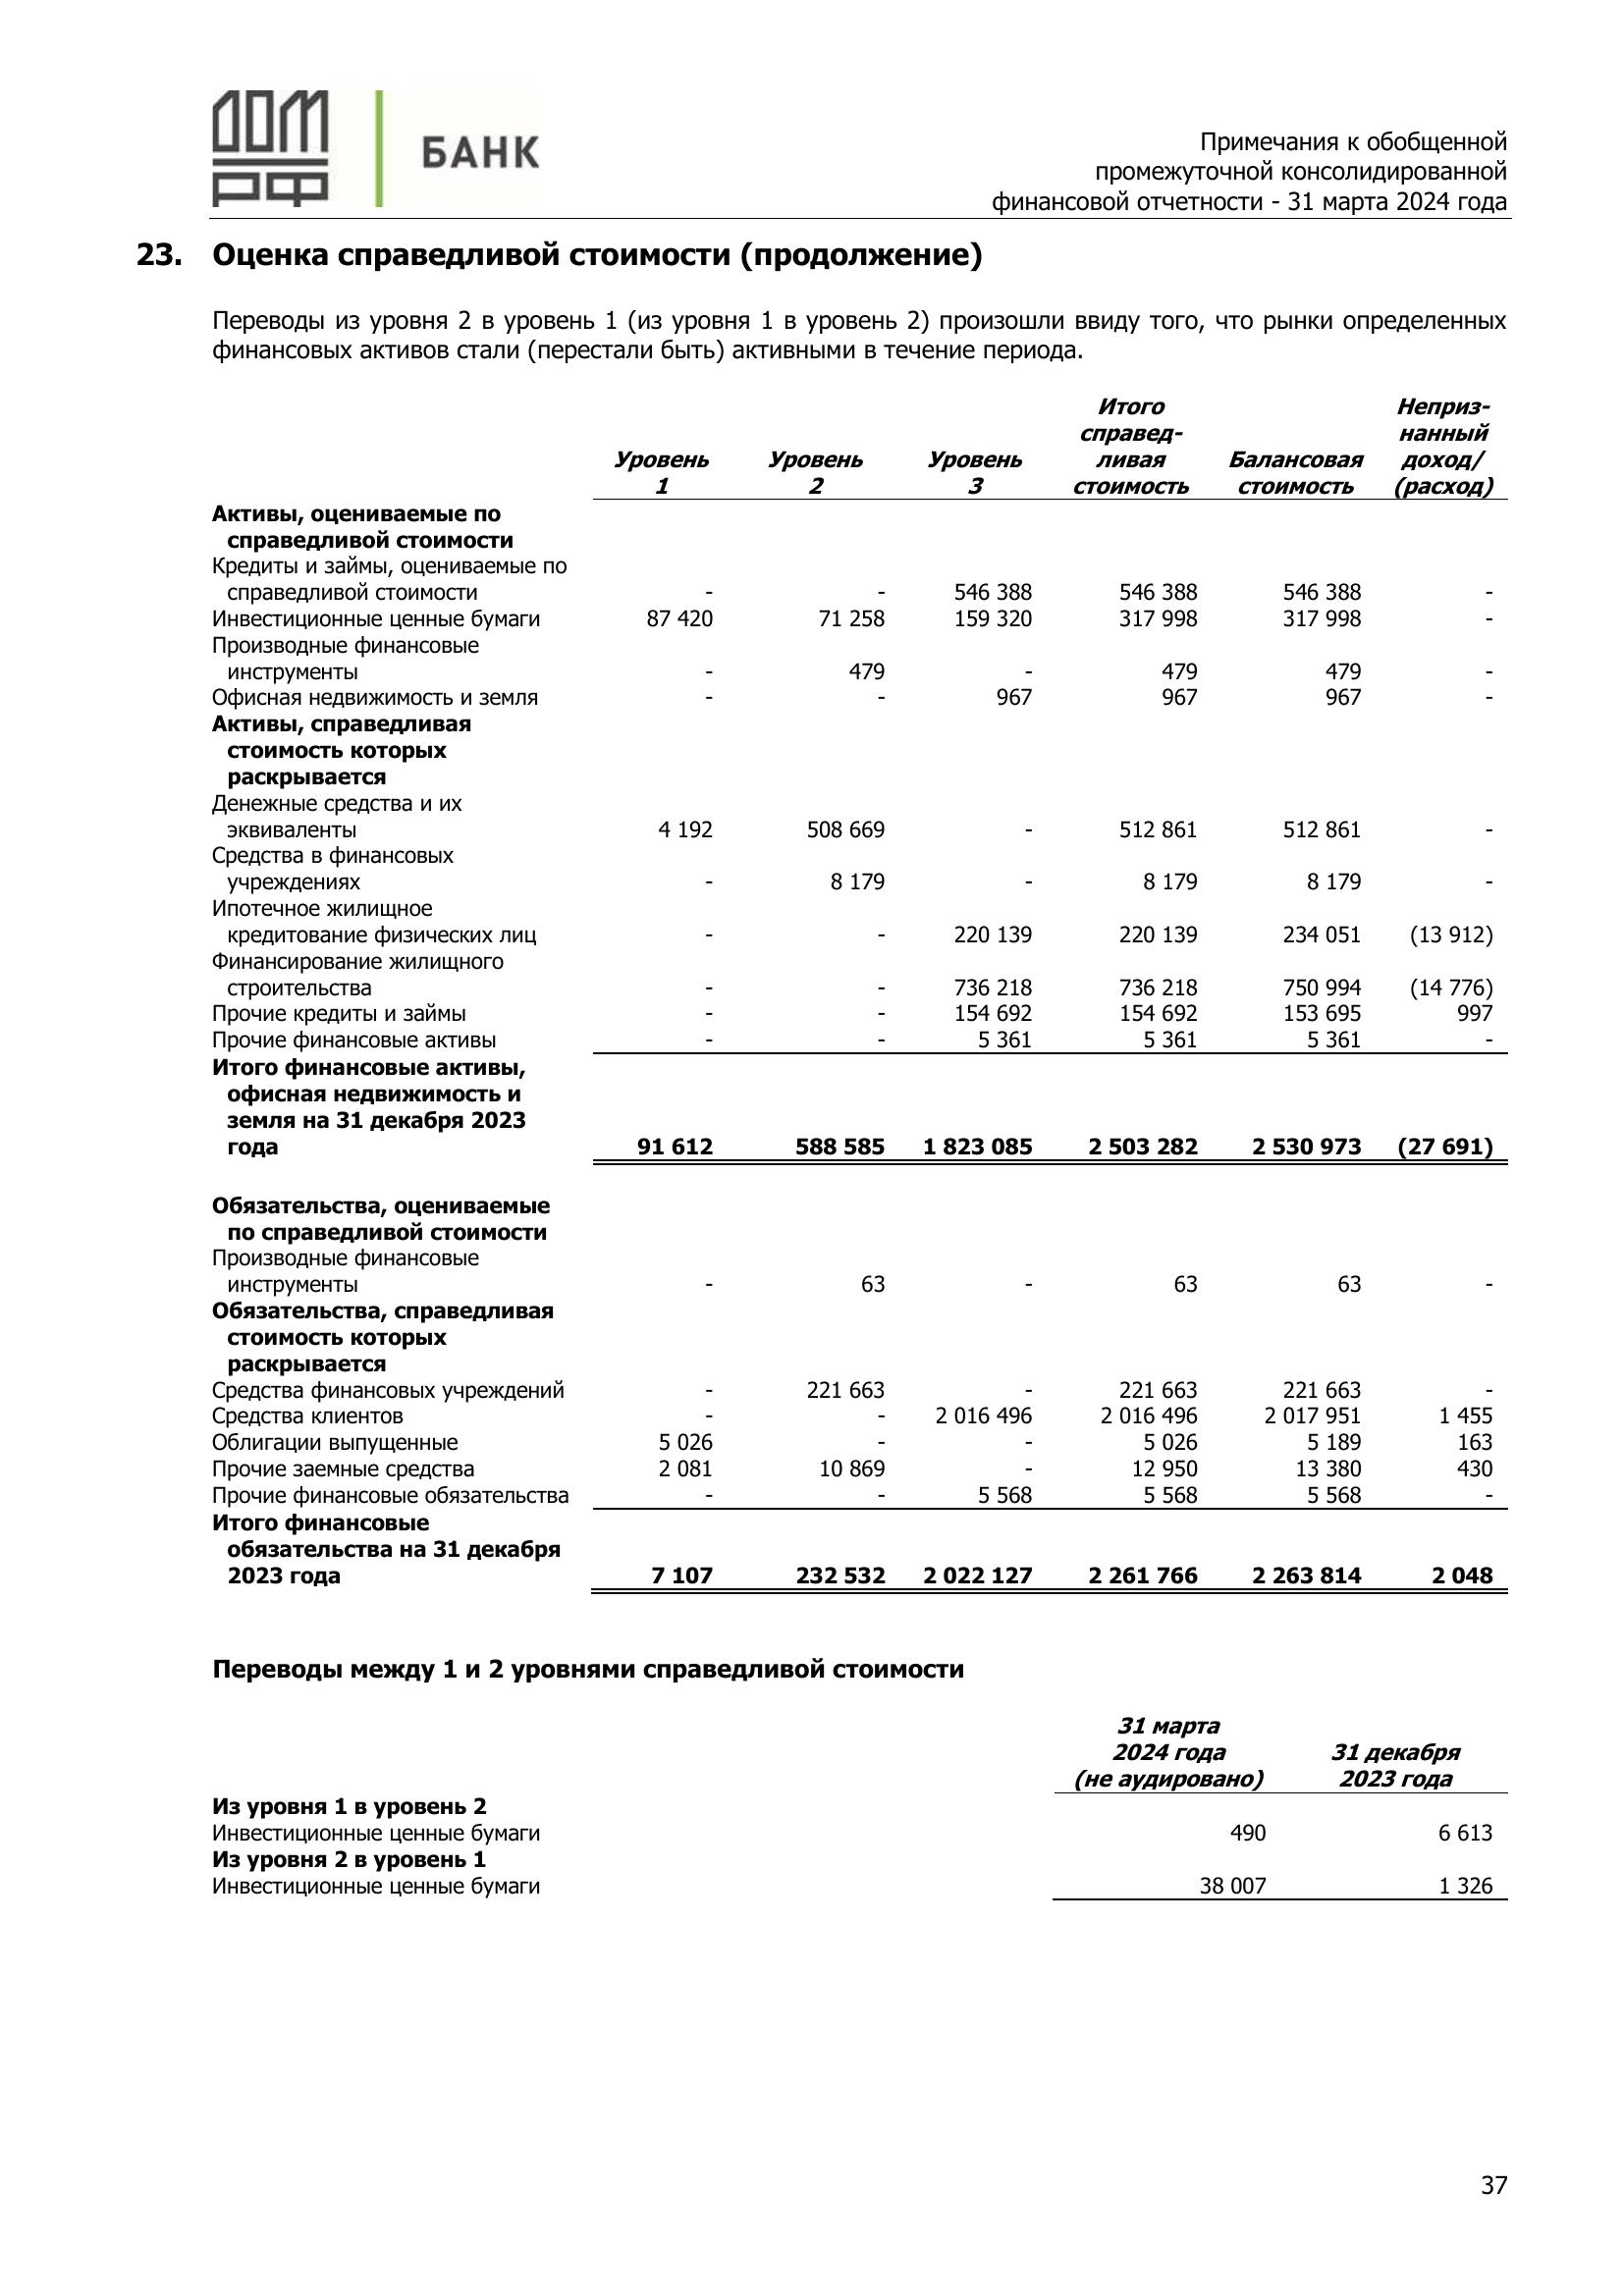 ДОМ
РФ
БАНК
Примечания к обобщенной
промежуточной консолидированной
финансовой отчетности - 31 марта 2024 года
23. Оценка справедливой стоимости (продолжение)
Переводы из уровня 2 в уровень 1 (из уровня 1 в уровень 2) произошли ввиду того, что рынки определенных
финансовых активов стали (перестали быть) активными в течение периода.
Итого Неприз-
справед- нанный
Уровень Уровень Уровень ливая Балансовая доход/
1 2 3 стоимость стоимость (расход)
Активы, оцениваемые по
справедливой стоимости
Кредиты и займы, оцениваемые по
справедливой стоимости - - 546 388 546 388 546 388 -
Инвестиционные ценные бумаги 87 420 71 258 159 320 317 998 317 998 -
Производные финансовые
инструменты - 479 - 479 479 -
Офисная недвижимость и земля - - 967 967 967 -
Активы, справедливая
стоимость которых
раскрывается
Денежные средства и их
эквиваленты 4 192 508 669 - 512 861 512 861 -
Средства в финансовых
учреждениях - 8 179 - 8 179 8 179 -
Ипотечное жилищное
кредитование физических лиц - - 220 139 220 139 234 051 (13 912)
Финансирование жилищного
строительства - - 736 218 736 218 750 994 (14 776)
Прочие кредиты и займы - - 154 692 154 692 153 695 997
Прочие финансовые активы - - 5 361 5 361 5 361 -
Итого финансовые активы,
офисная недвижимость и
земля на 31 декабря 2023
года 91 612 588 585 1 823 085 2 503 282 2 530 973 (27 691)
Обязательства, оцениваемые
по справедливой стоимости
Производные финансовые
инструменты - 63 - 63 63 -
Обязательства, справедливая
стоимость которых
раскрывается
Средства финансовых учреждений - 221 663 - 221 663 221 663 -
Средства клиентов - - 2 016 496 2 016 496 2 017 951 1 455
Облигации выпущенные 5 026 - - 5 026 5 189 163
Прочие заемные средства 2 081 10 869 - 12 950 13 380 430
Прочие финансовые обязательства - - 5 568 5 568 5 568 -
Итого финансовые
обязательства на 31 декабря
2023 года 7 107 232 532 2 022 127 2 261 766 2 263 814 2 048
Переводы между 1 и 2 уровнями справедливой стоимости
31 марта
2024 года 31 декабря
(не аудировано) 2023 года
Из уровня 1 в уровень 2
Инвестиционные ценные бумаги 490 6 613
Из уровня 2 в уровень 1
Инвестиционные ценные бумаги 38 007 1 326
37